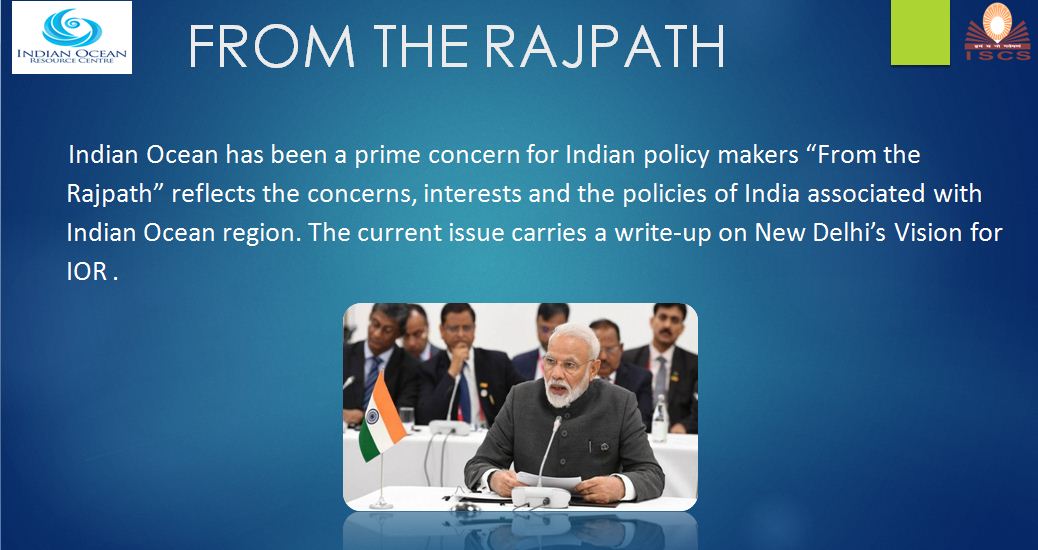 INDIAN OCEAN
RESOURCE CENTRE
FROM THE RAJPATH
ISCS
Indian Ocean has been a prime concern for Indian policy makers “From the
Rajpath” reflects the concerns, interests and the policies of India associated with
Indian Ocean region. The current issue carries a write-up on New Delhi’s Vision for
IOR .